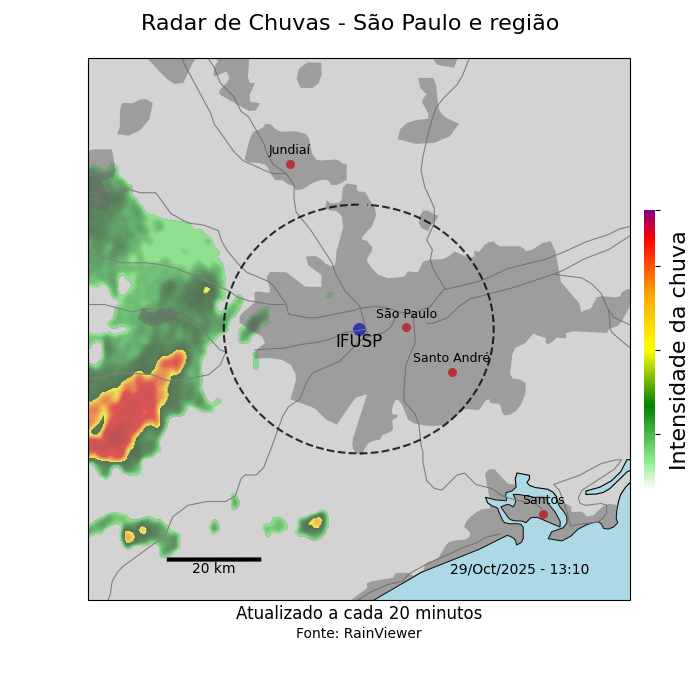 Radar de Chuvas - São Paulo e região
Jundiaí
São Paulo
IFUSP
Santo André
Santos
20 km
29/Oct/2025 - 13:10
Intensidade da chuva
Atualizado a cada 20 minutos
Fonte: RainViewer